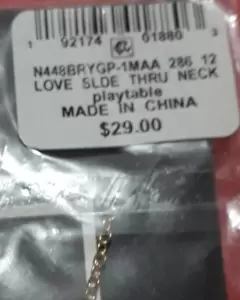 1 92174 01880 3
N448BRYGP-1MAA 286 12
LOVE SLDE THRU NECK
playtable
MADE IN CHINA
$29.00